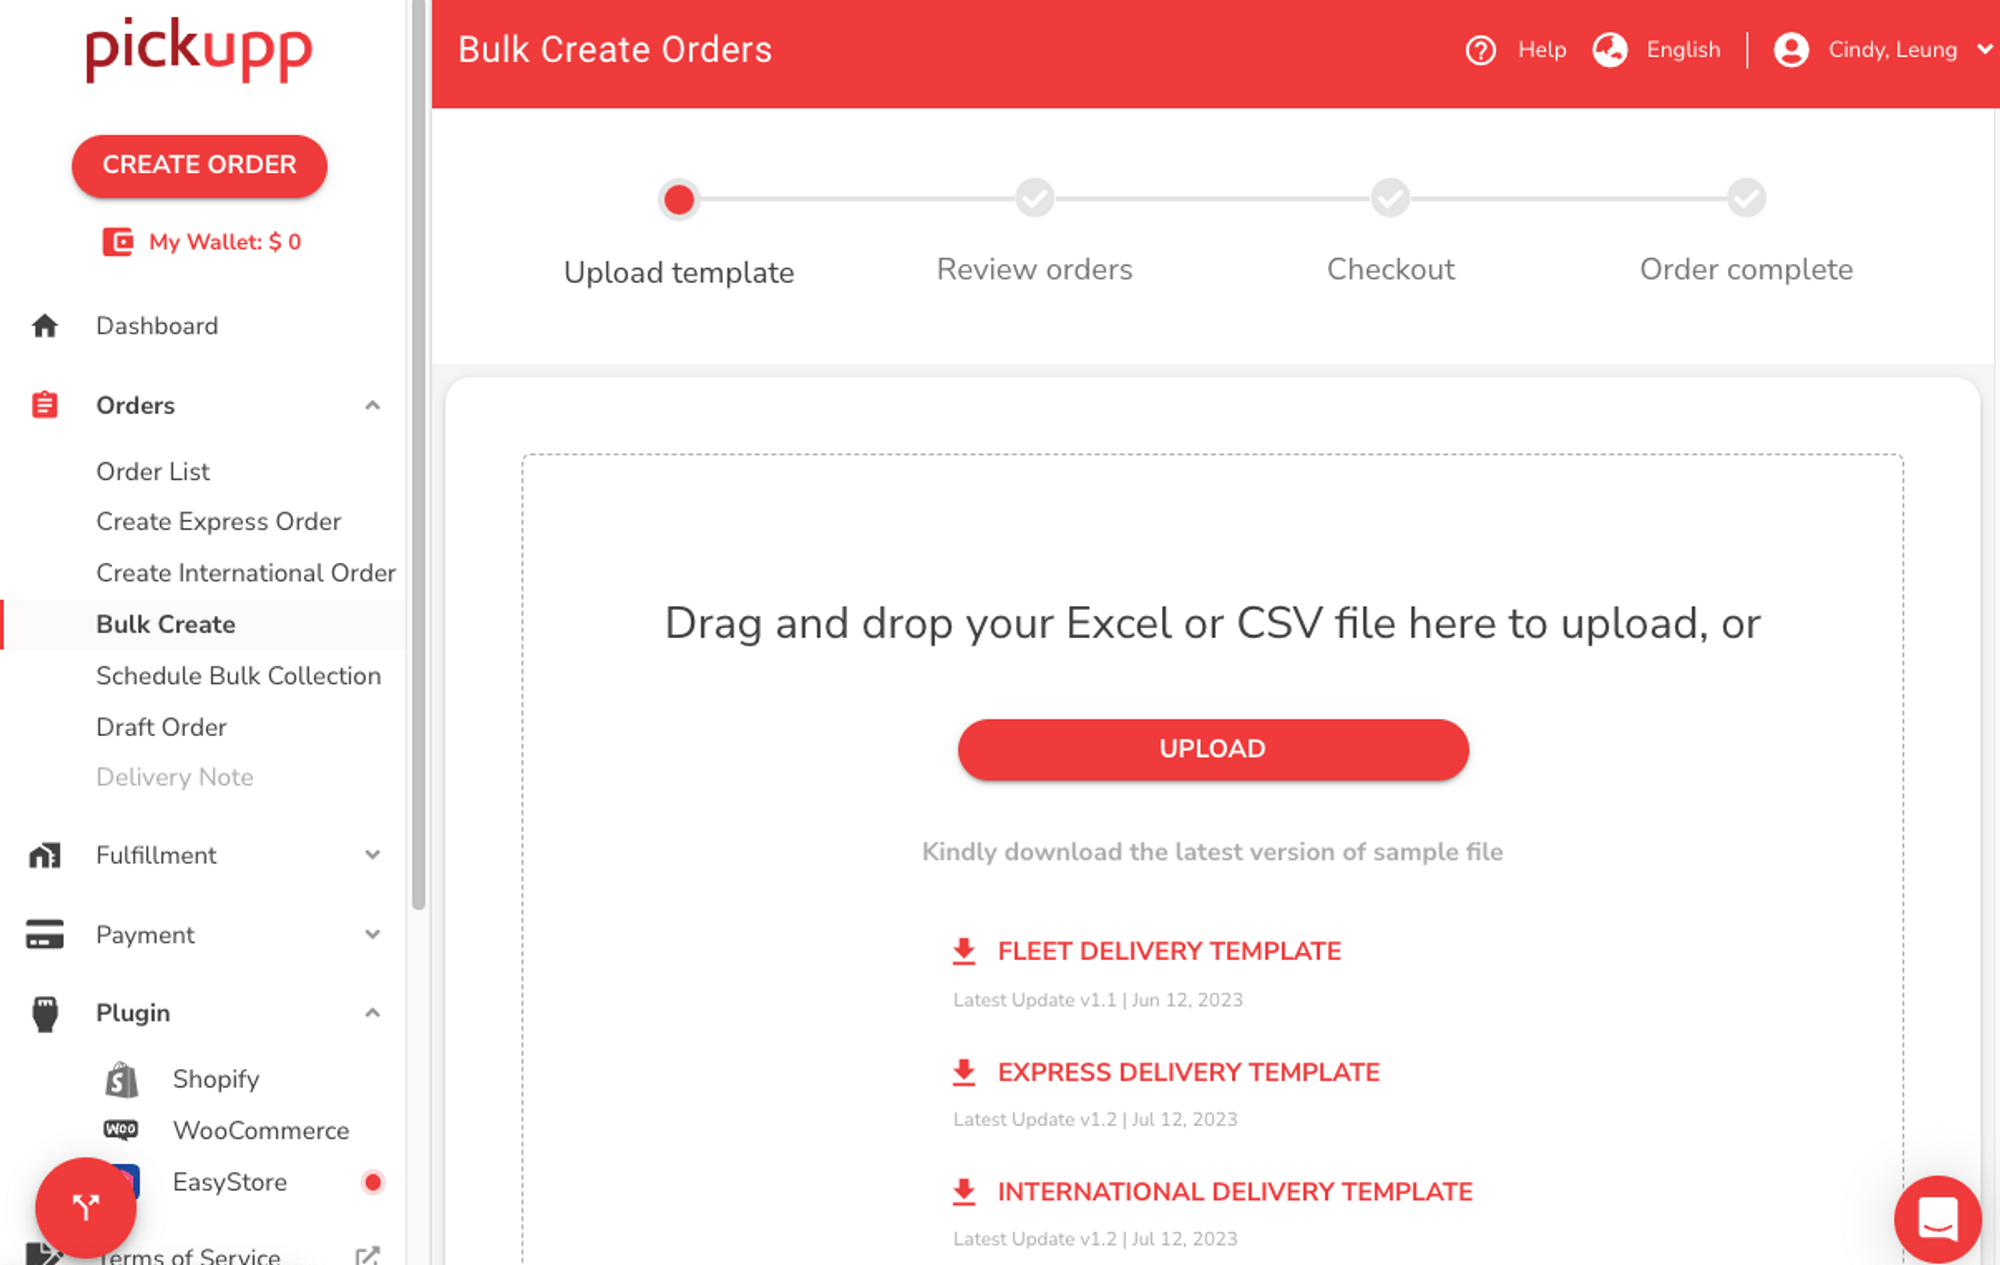 pickupp
CREATE ORDER
My Wallet: $ 0
Dashboard
Orders
Order List
Create Express Order
Create International Order
Bulk Create
Schedule Bulk Collection
Draft Order
Delivery Note
Fulfillment
Payment
Plugin
Shopify
WOO WooCommerce
EasyStore
Terms of Service
Bulk Create Orders
Help
English
Cindy, Leung
Upload template
Review orders
Checkout
Order complete
Drag and drop your Excel or CSV file here to upload, or
UPLOAD
Kindly download the latest version of sample file
FLEET DELIVERY TEMPLATE
Latest Update v1.1 | Jun 12, 2023
EXPRESS DELIVERY TEMPLATE
Latest Update v1.2 | Jul 12, 2023
INTERNATIONAL DELIVERY TEMPLATE
Latest Update v1.2 | Jul 12, 2023